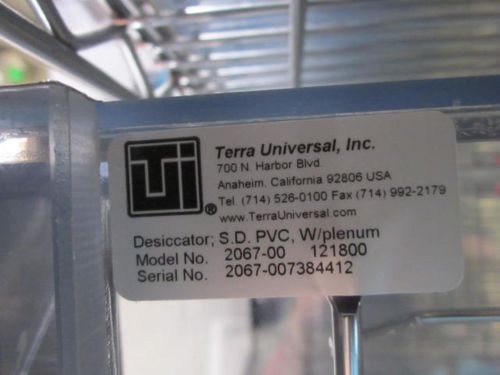 TUI ®
Terra Universal, Inc.
700 N. Harbor Blvd.
Anaheim, California 92806 USA
Tel. (714) 526-0100 Fax (714) 992-2179
www.TerraUniversal.com
Desiccator; S.D. PVC, W/plenum
Model No. 2067-00 121800
Serial No. 2067-007384412